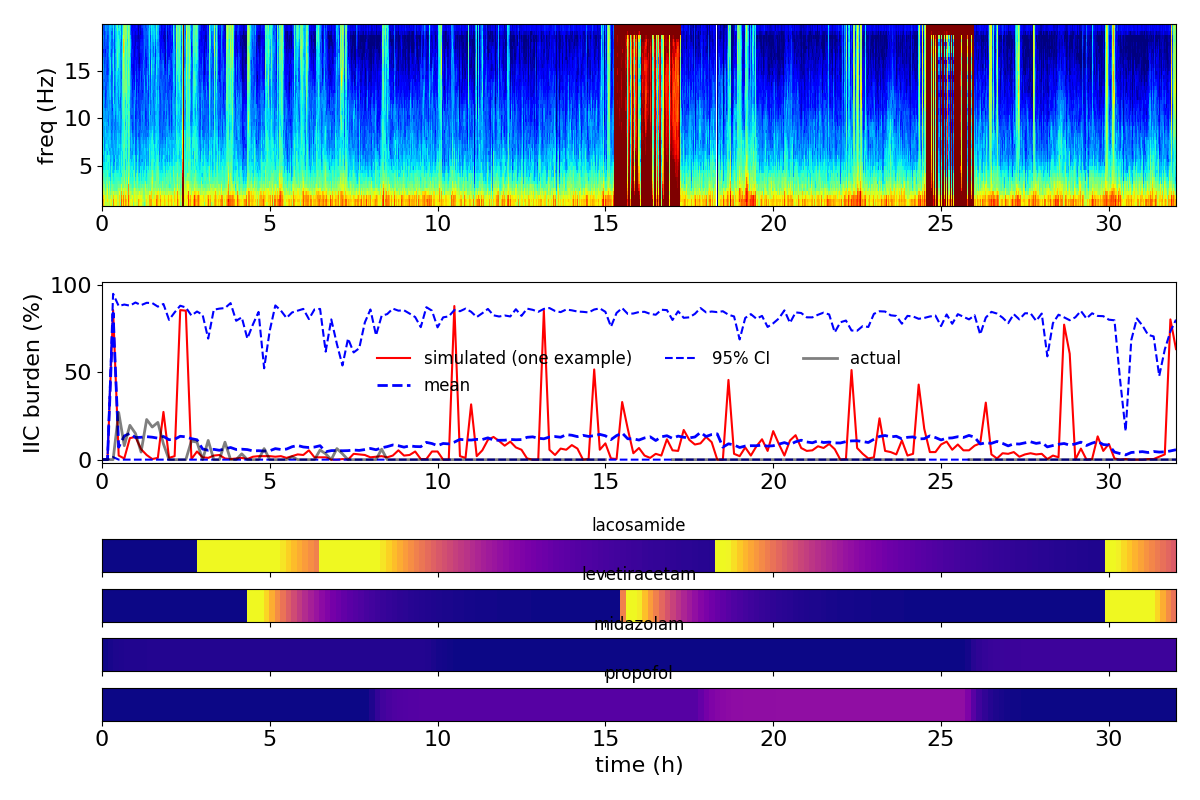 freq (Hz)
15
10
5
0 5 10 15 20 25 30
IIC burden (%)
100
50
0
simulated (one example) 95% CI actual
mean
0 5 10 15 20 25 30
lacosamide
levetiracetam
midazolam
propofol
0 5 10 15 20 25 30
time (h)